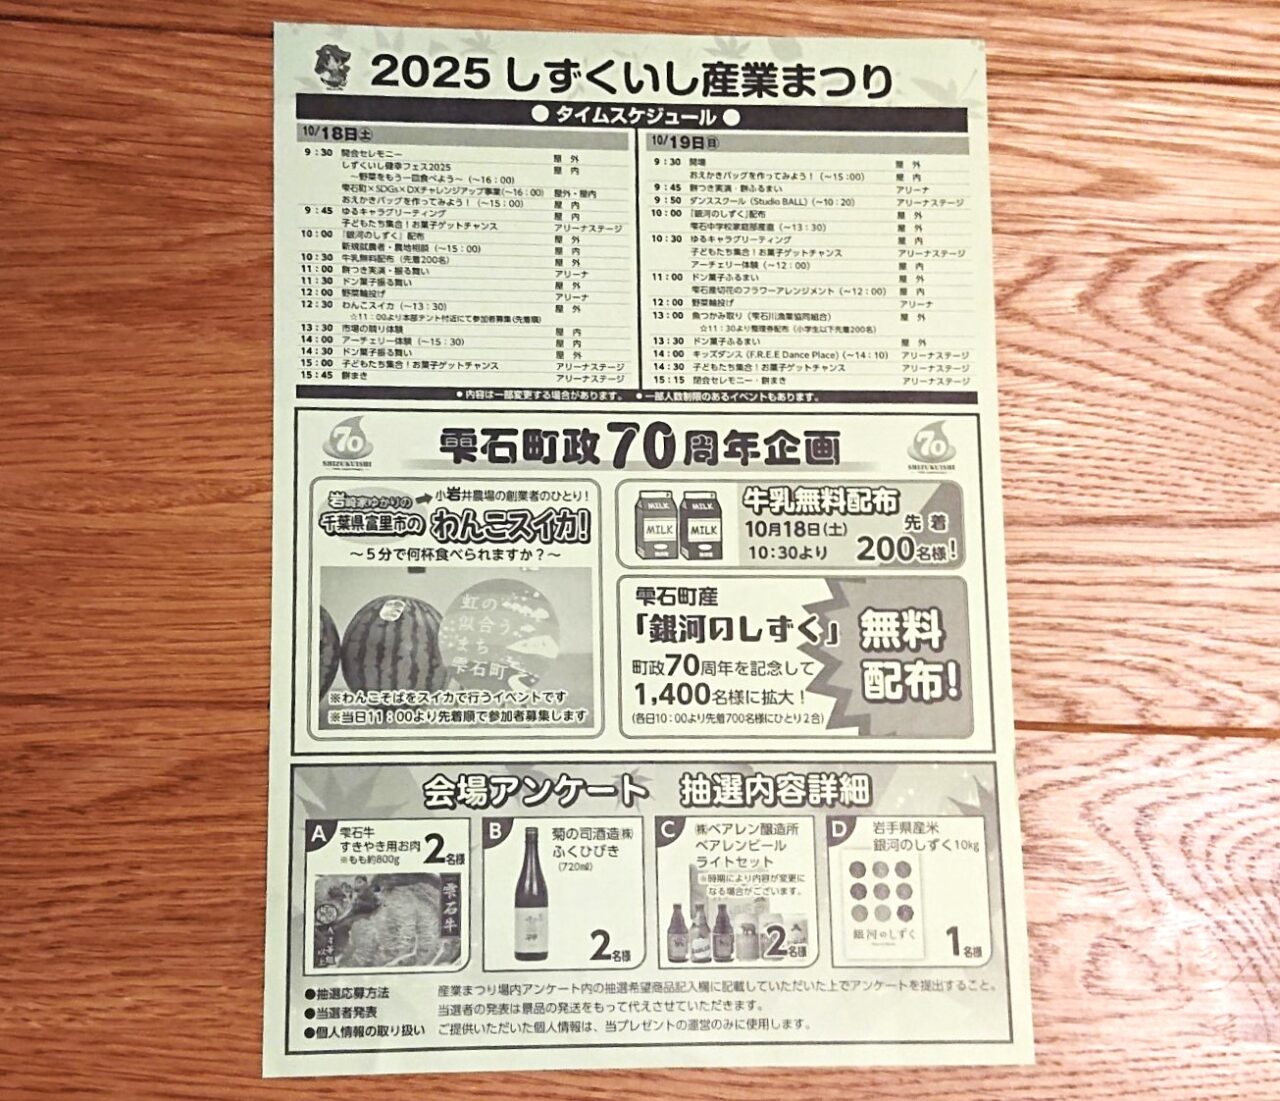 2025 しずくいし産業まつり
● タイムスケジュール ●
10/18日(土)
9:30 開会セレモニー 屋 外
しずくいし健幸フェス2025 屋 内
～野菜をもう一皿食べよう～(～16:00)
雫石町×SDGs×DXチャレンジアップ事業(～16:00) 屋外・屋内
おえかきバッグを作ってみよう！(～15:00) 屋 内
9:45 ゆるキャラグリーティング 屋 内
子どもたち集合！お菓子ゲットチャンス アリーナステージ
10:00 「銀河のしずく」配布 屋 外
新規就農者・農地相談(～15:00) 屋 内
10:30 牛乳無料配布(先着200名) 屋 外
11:00 餅つき実演・振る舞い アリーナ
11:30 ドン菓子振る舞い 屋 外
12:00 野菜輪投げ アリーナ
12:30 わんこスイカ(～13:30) 屋 外
☆11:00より本部テント付近にて参加者募集(先着順)
13:30 市場の競り体験 屋 内
14:00 アーチェリー体験(～15:30) 屋 内
14:30 ドン菓子振る舞い 屋 外
15:00 子どもたち集合！お菓子ゲットチャンス アリーナステージ
15:45 餅まき アリーナステージ
10/19日(日)
9:30 開場 屋 外
おえかきバッグを作ってみよう！(～15:00) 屋 内
9:45 餅つき実演・餅ふるまい アリーナ
9:50 ダンススクール(Studio BALL)(～10:20) アリーナステージ
10:00 「銀河のしずく」配布 屋 外
雫石中学校家庭部産直(～13:30) 屋 外
10:30 ゆるキャラグリーティング 屋 内
子どもたち集合！お菓子ゲットチャンス アリーナステージ
アーチェリー体験(～12:00) 屋 内
11:00 ドン菓子ふるまい 屋 外
雫石産切花のフラワーアレンジメント(～12:00) 屋 内
12:00 野菜輪投げ アリーナ
13:00 魚つかみ取り(雫石川漁業協同組合) 屋 外
☆11:30より整理券配布(小学生以下先着200名)
13:30 ドン菓子ふるまい 屋 外
14:00 キッズダンス(F.R.E.E Dance Place)(～14:10) アリーナステージ
14:30 子どもたち集合！お菓子ゲットチャンス アリーナステージ
15:15 閉会セレモニー・餅まき アリーナステージ
●内容は一部変更する場合があります。 ●一部人数制限のあるイベントもあります。
70
SHIZUKUISHI
雫石町政70周年企画
70
SHIZUKUISHI
岩崎家ゆかりの
小岩井農場の創業者のひとり！
千葉県富里市の わんこスイカ！
～5分で何杯食べられますか？～
虹の
似合う
まち
雫石町
※わんこそばをスイカで行うイベントです
※当日11:00より先着順で参加者募集します
MILK
MILK
MILK
MILK
牛乳無料配布
10月18日(土)
10:30より
先着
200名様！
雫石町産
「銀河のしずく」
町政70周年を記念して
1,400名様に拡大！
(各日10:00より先着700名様にひとり2合)
無料
配布！
会場アンケート 抽選内容詳細
A 雫石牛
すきやき用お肉
※もも約800g
2名様
雫石牛
B 菊の司酒造㈱
ふくひびき
(720㎖)
2名様
C ㈱ベアレン醸造所
ベアレンビール
ライトセット
※時期により内容が変更に
なる場合がございます。
2名様
D 岩手県産米
銀河のしずく10kg
銀河のしずく
1名様
●抽選応募方法 産業まつり場内アンケート内の抽選希望商品記入欄に記載していただいた上でアンケートを提出すること。
●当選者発表 当選者の発表は景品の発送をもって代えさせていただきます。
●個人情報の取り扱い ご提供いただいた個人情報は、当プレゼントの運営のみに使用します。